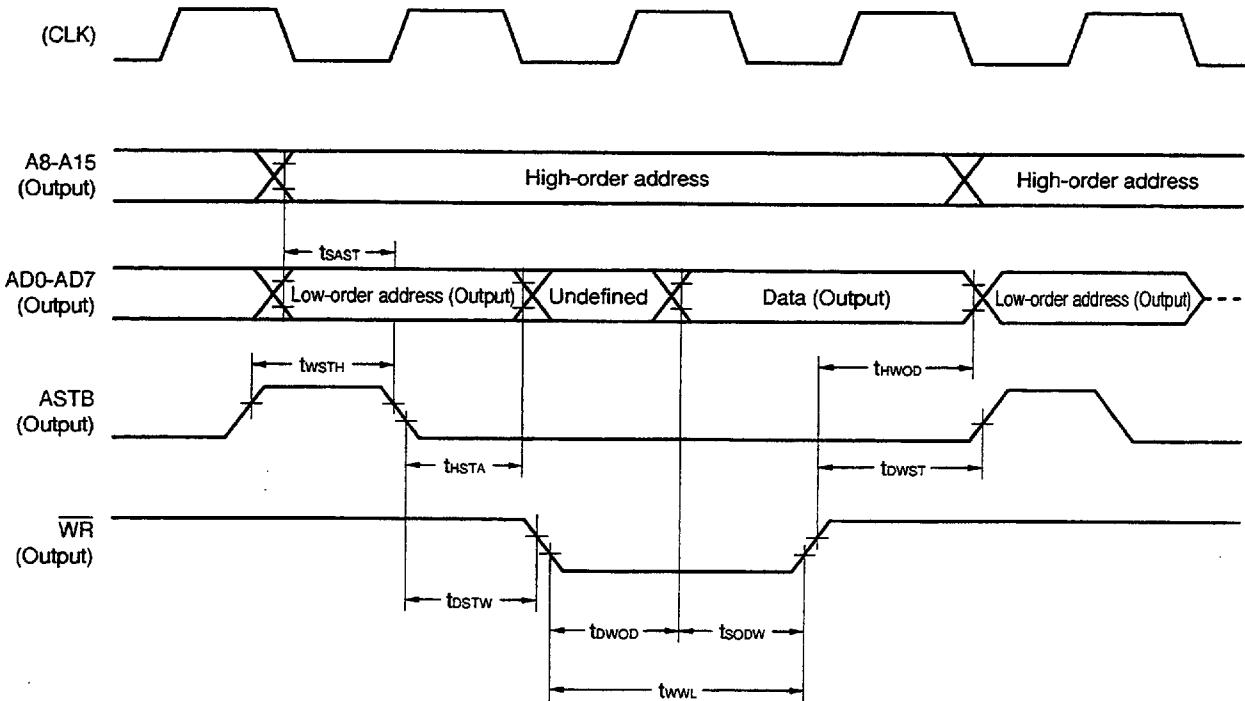 (CLK)
A8-A15
(Output)
High-order address
High-order address
tSAST
AD0-AD7
(Output)
Low-order address (Output)
Undefined
Data (Output)
Low-order address (Output)
tWSTH
tHWOD
ASTB
(Output)
tHSTA
tDWST
WR
(Output)
tDSTW
tDWOD
tSODW
tWWL